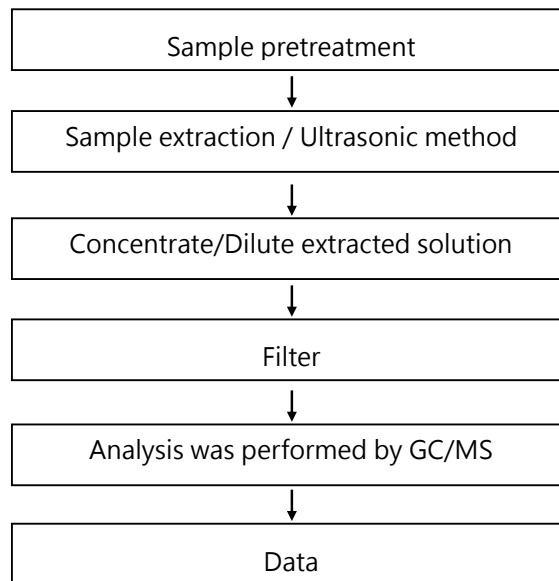 Sample pretreatment
Sample extraction / Ultrasonic method
Concentrate/Dilute extracted solution
Filter
Analysis was performed by GC/MS
Data